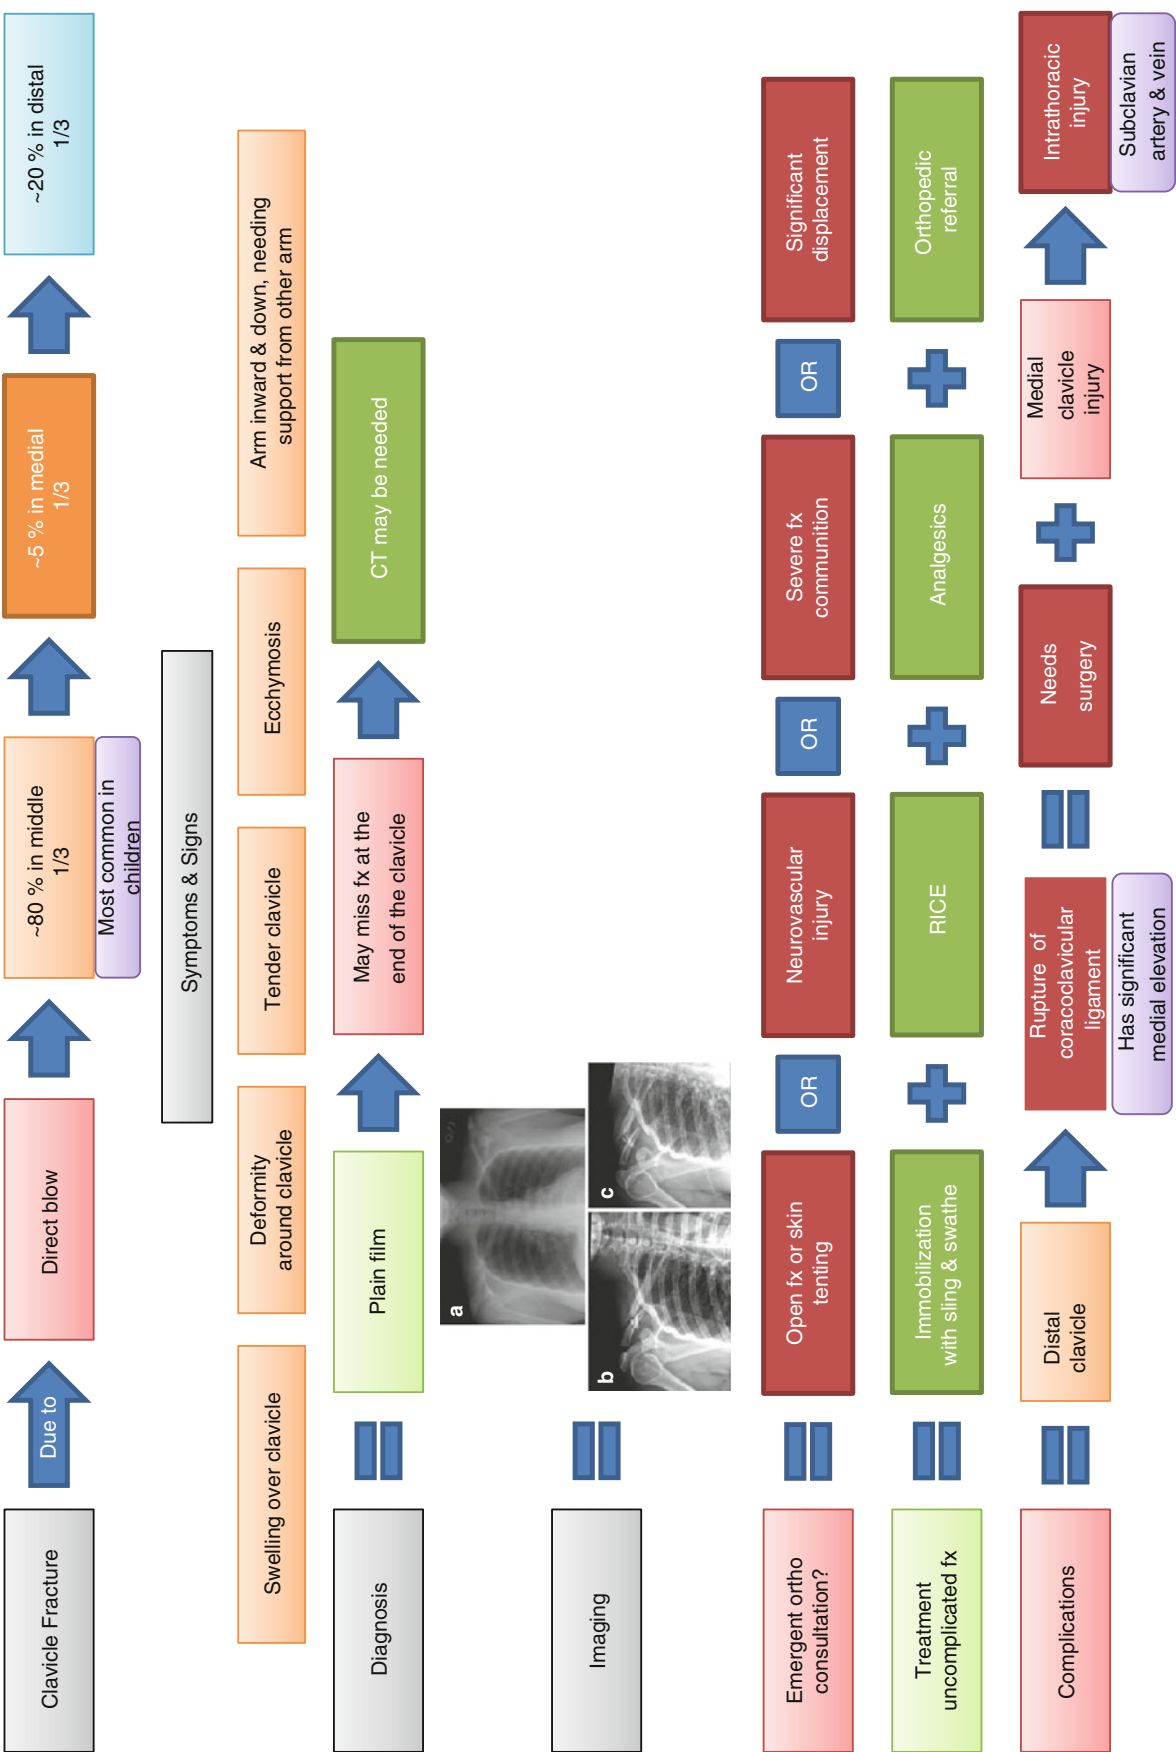 Clavicle Fracture
Due to
Direct blow
~80 % in middle
1/3
Most common in
children
~5 % in medial
1/3
~20 % in distal
1/3
Symptoms & Signs
Swelling over clavicle
Deformity
around clavicle
Tender clavicle
Ecchymosis
Arm inward & down, needing
support from other arm
Diagnosis
Plain film
May miss fx at the
end of the clavicle
CT may be needed
Imaging
a
b
c
Emergent ortho
consultation?
Open fx or skin
tenting
OR
Neurovascular
injury
OR
Severe fx
communition
OR
Significant
displacement
Treatment
uncomplicated fx
Immobilization
with sling & swathe
RICE
Analgesics
Orthopedic
referral
Complications
Distal
clavicle
Rupture of
coracoclavicular
ligament
Has significant
medial elevation
Needs
surgery
Medial
clavicle
injury
Intrathoracic
injury
Subclavian
artery & vein